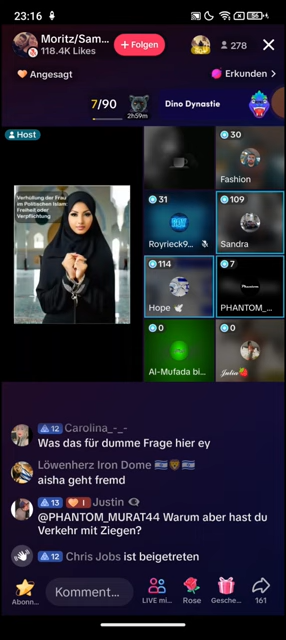 23:16
56
Moritz/Sam...
118.4K Likes
+ Folgen
278
Angesagt
Erkunden >
7/90
2h59m
Dino Dynastie
Host
Verhüllung der Frau
im Politischen Islam:
Freiheit oder
Verpflichtung
30
Fashion
31
Royrieck9...
109
Sandra
114
Hope 🕊
7
Phantom
PHANTOM_...
0
Al-Mufada bi...
0
Julia🍓
12 Carolina_-_-
Was das für dumme Frage hier ey
Löwenherz Iron Dome 🇮🇱🦁🇮🇱
aisha geht fremd
13 I Justin
@PHANTOM_MURAT44 Warum aber hast du
Verkehr mit Ziegen?
12 Chris Jobs ist beigetreten
Abonn...
Kommentar...
LIVE mi...
Rose
Gesche...
161